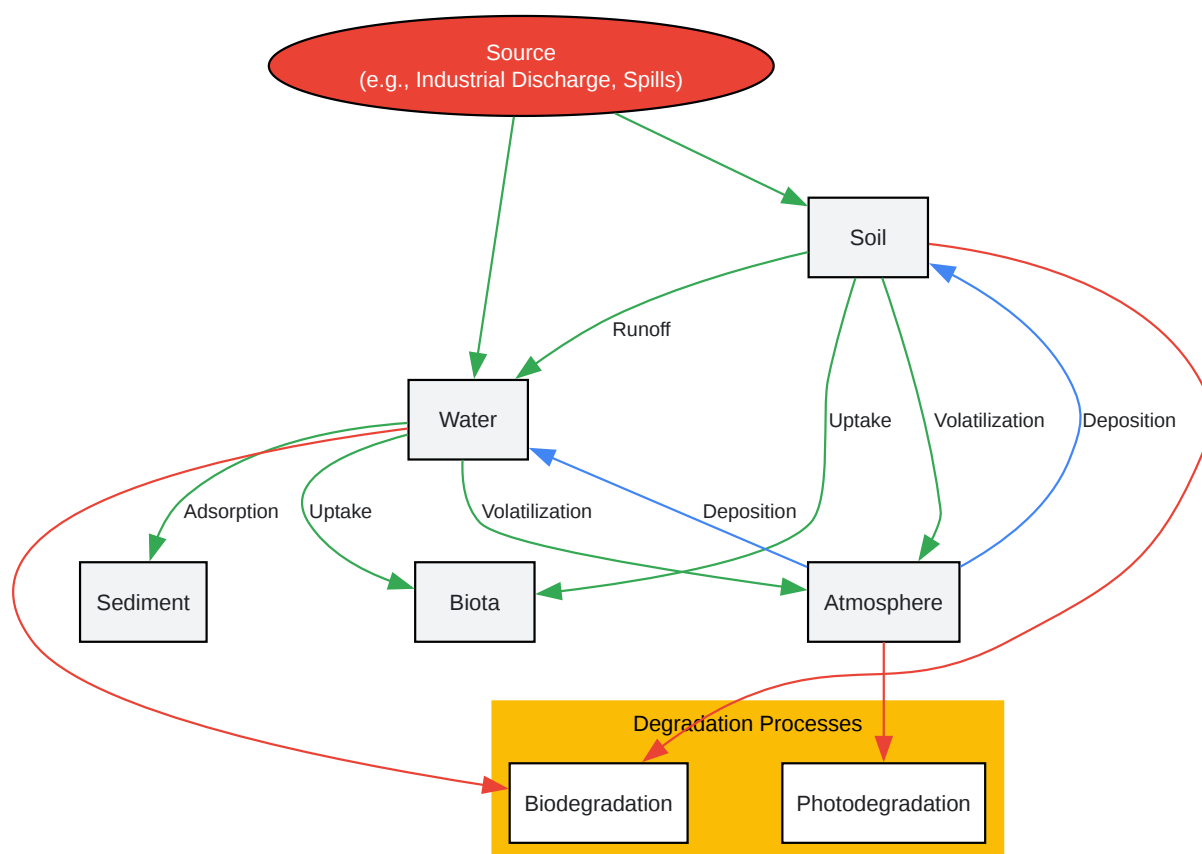 Source
(e.g., Industrial Discharge, Spills)
Soil
Runoff
Water
Uptake
Volatilization
Deposition
Adsorption
Uptake
Volatilization
Deposition
Sediment
Biota
Atmosphere
Degradation Processes
Biodegradation
Photodegradation